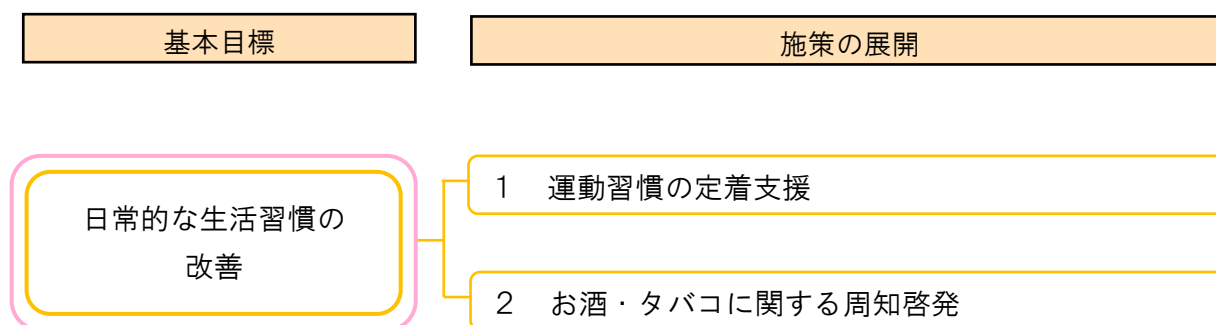 基本目標
施策の展開
日常的な生活習慣の
改善
1 運動習慣の定着支援
2 お酒・タバコに関する周知啓発